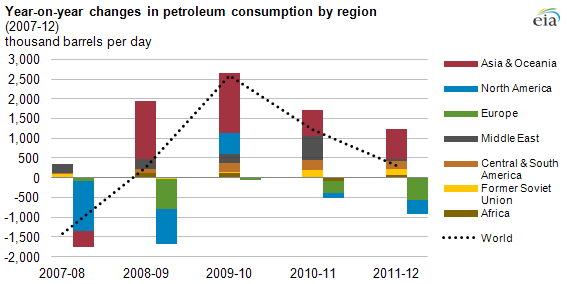 Year-on-year changes in petroleum consumption by region
(2007-12)
thousand barrels per day
eia
3,000
2,500
2,000
1,500
1,000
500
0
-500
-1,000
-1,500
-2,000
2007-08
2008-09
2009-10
2010-11
2011-12
Asia & Oceania
North America
Europe
Middle East
Central & South
America
Former Soviet
Union
Africa
World